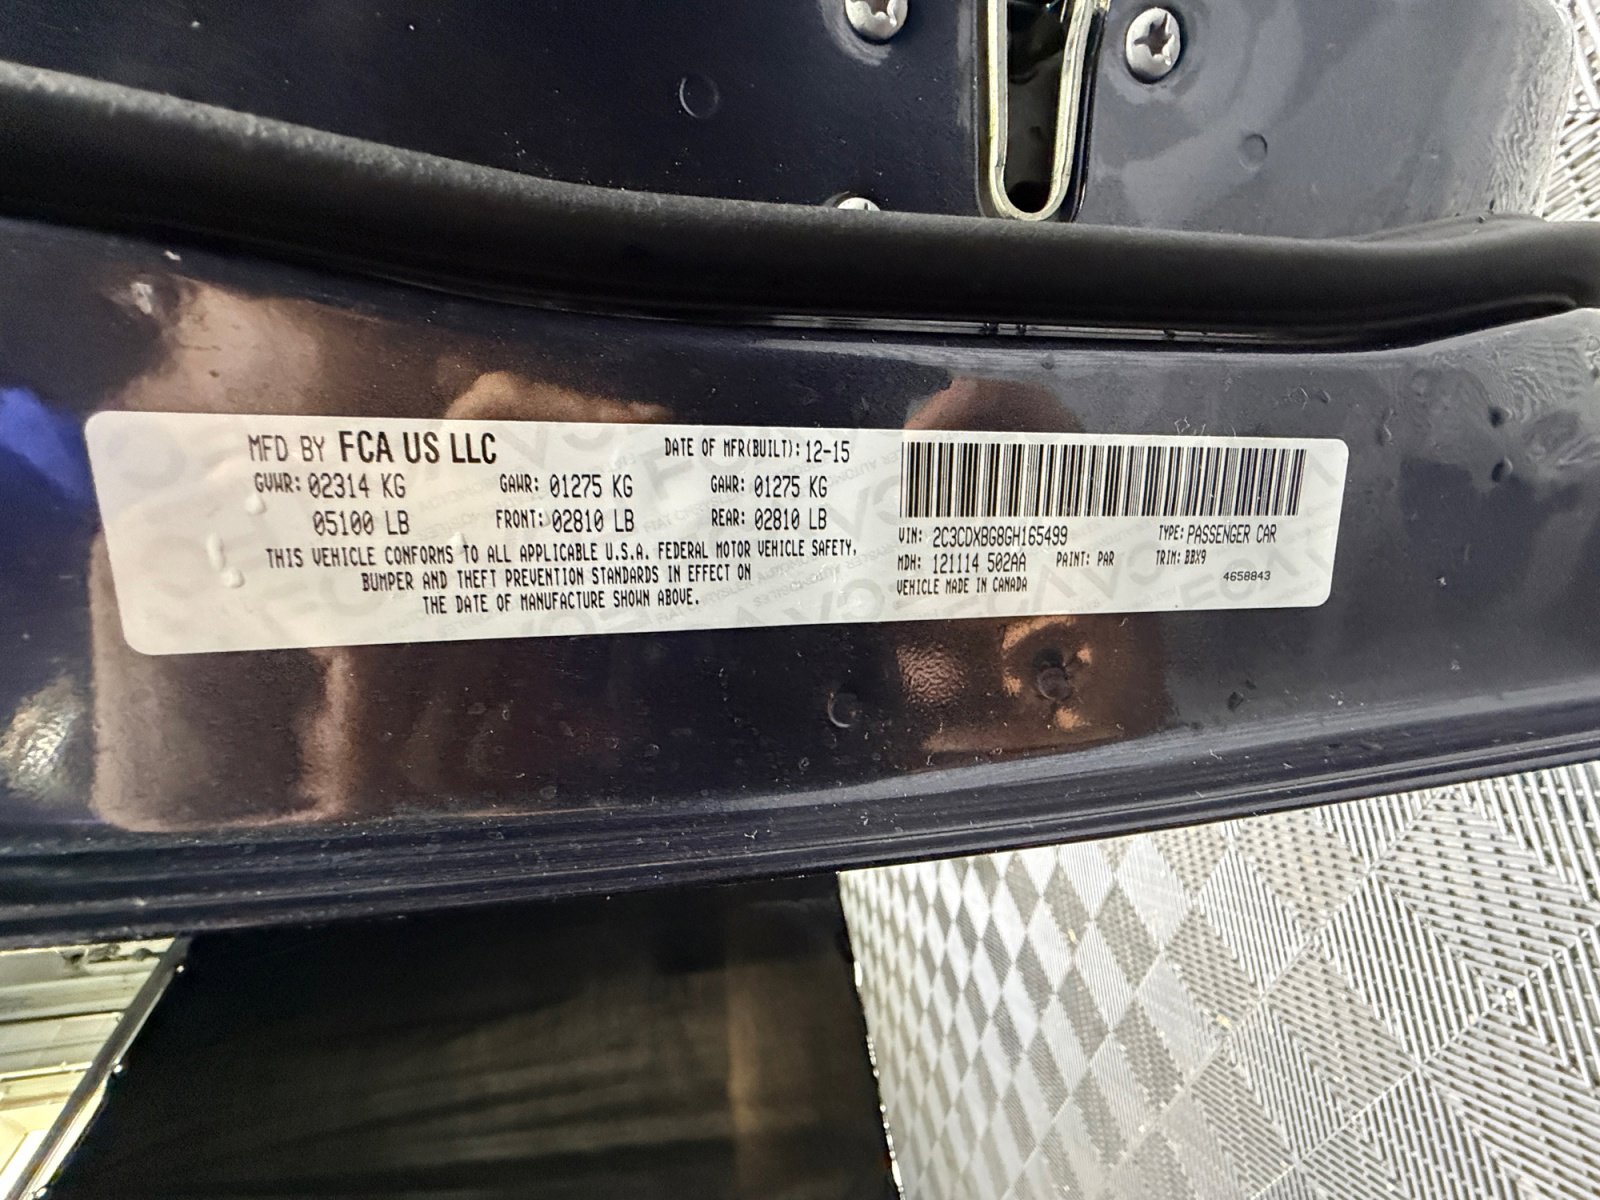 MFD BY FCA US LLC DATE OF MFR(BUILT): 12-15
GVWR: 02314 KG GAWR: 01275 KG GAWR: 01275 KG
05100 LB FRONT: 02810 LB REAR: 02810 LB
THIS VEHICLE CONFORMS TO ALL APPLICABLE U.S.A. FEDERAL MOTOR VEHICLE SAFETY,
BUMPER AND THEFT PREVENTION STANDARDS IN EFFECT ON
THE DATE OF MANUFACTURE SHOWN ABOVE.
VIN: 2C3CDXBG8GH165499 TYPE: PASSENGER CAR
MDH: 121114 502AA PAINT: PAR TRIM: BBX9
VEHICLE MADE IN CANADA 4658843